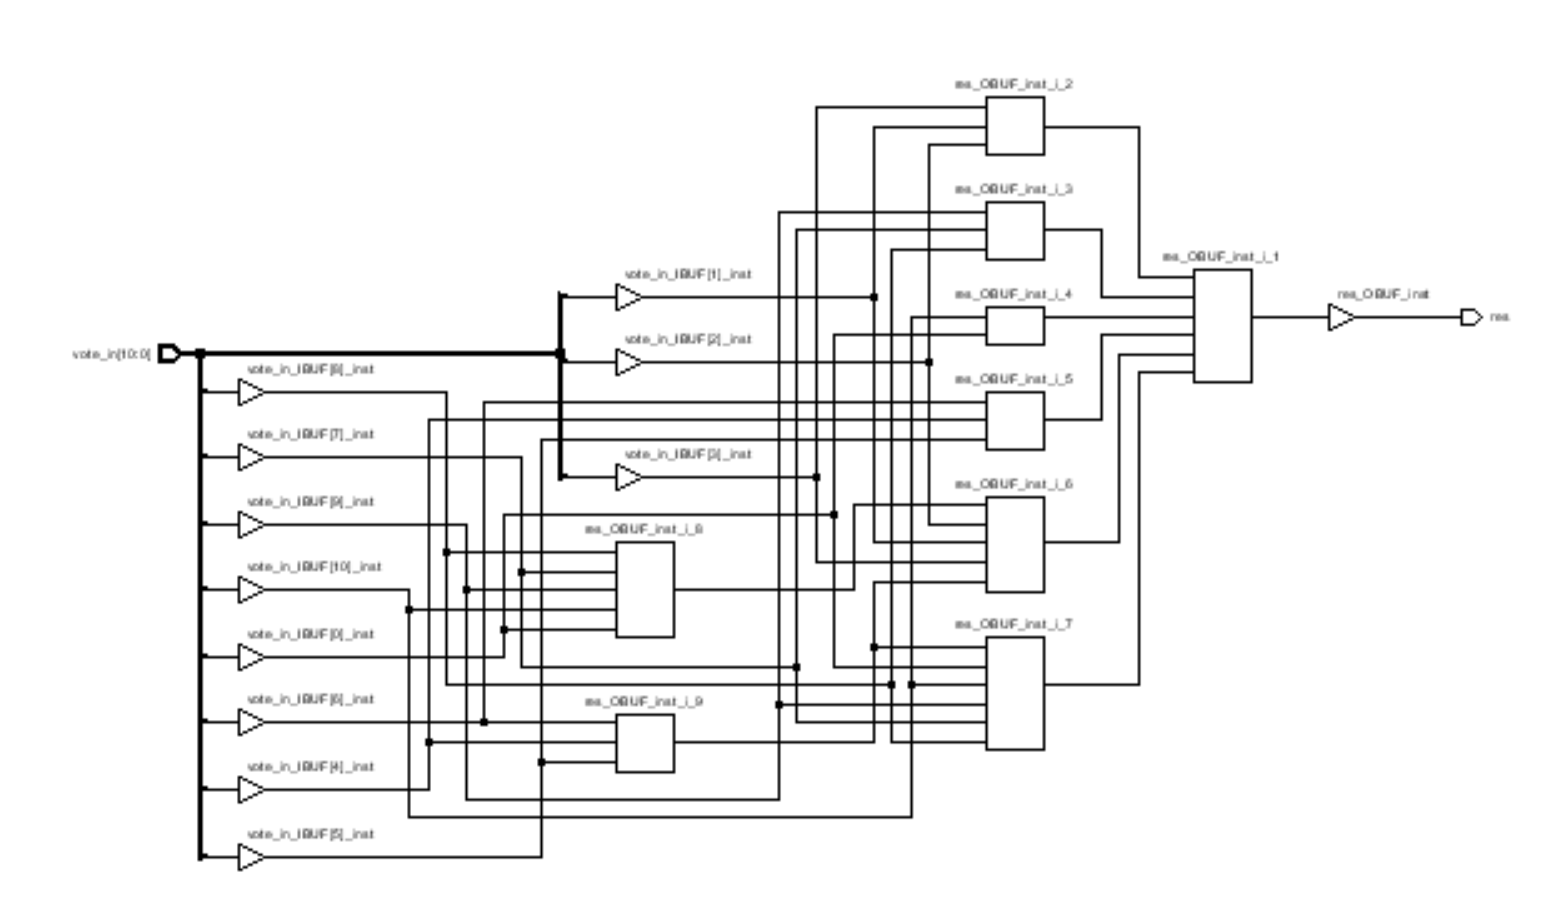 res_OBUF_inst_i_2
res_OBUF_inst_i_3
res_OBUF_inst_i_1
vote_in_IBUF[1]_inst
res_OBUF_inst_i_4
res_OBUF_inst
res
vote_in_IBUF[2]_inst
vote_in[10:0]
vote_in_IBUF[8]_inst
res_OBUF_inst_i_5
vote_in_IBUF[7]_inst
vote_in_IBUF[3]_inst
res_OBUF_inst_i_6
vote_in_IBUF[9]_inst
res_OBUF_inst_i_8
vote_in_IBUF[10]_inst
res_OBUF_inst_i_7
vote_in_IBUF[0]_inst
vote_in_IBUF[6]_inst
res_OBUF_inst_i_9
vote_in_IBUF[4]_inst
vote_in_IBUF[5]_inst